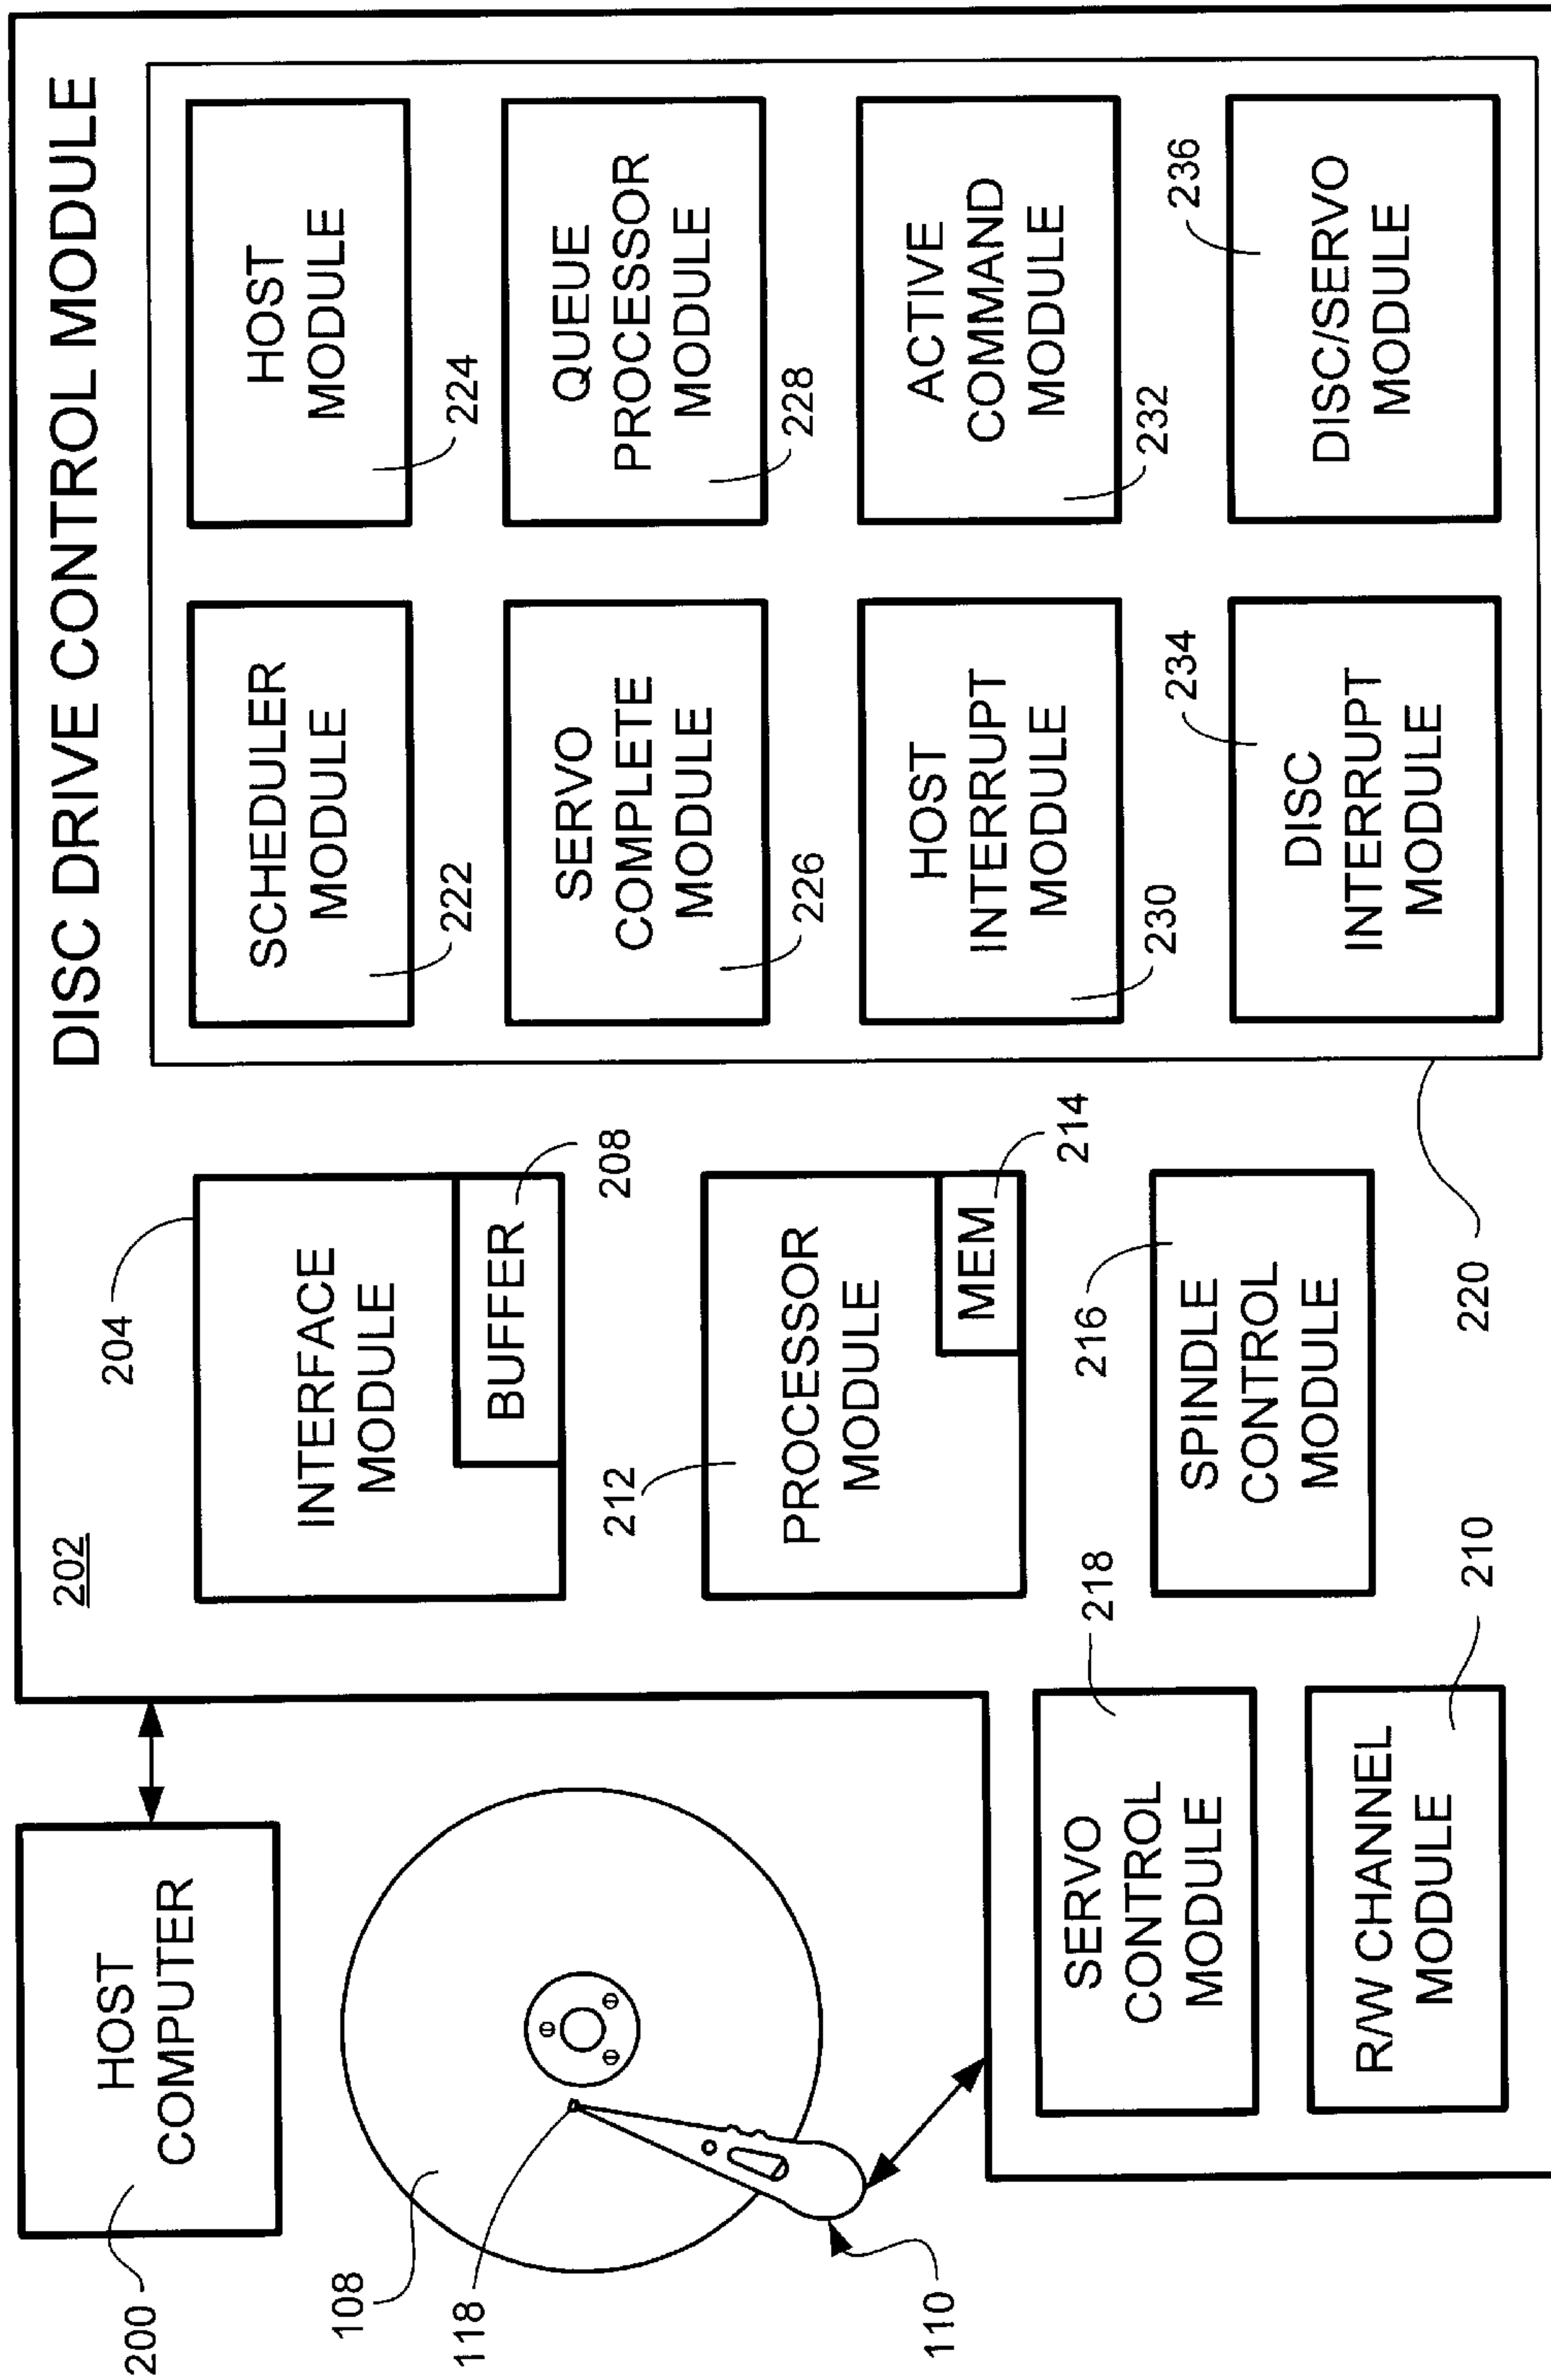 DISC DRIVE CONTROL MODULE
HOST
COMPUTER
200
202
204
INTERFACE
MODULE
BUFFER
208
SCHEDULER
MODULE
222
HOST
MODULE
224
108
118
110
212
PROCESSOR
MODULE
MEM
214
SERVO
COMPLETE
MODULE
226
QUEUE
PROCESSOR
MODULE
228
HOST
INTERRUPT
MODULE
230
ACTIVE
COMMAND
MODULE
232
SERVO
CONTROL
MODULE
218
216
SPINDLE
CONTROL
MODULE
DISC
INTERRUPT
MODULE
234
DISC/SERVO
MODULE
236
R/W CHANNEL
MODULE
210
220